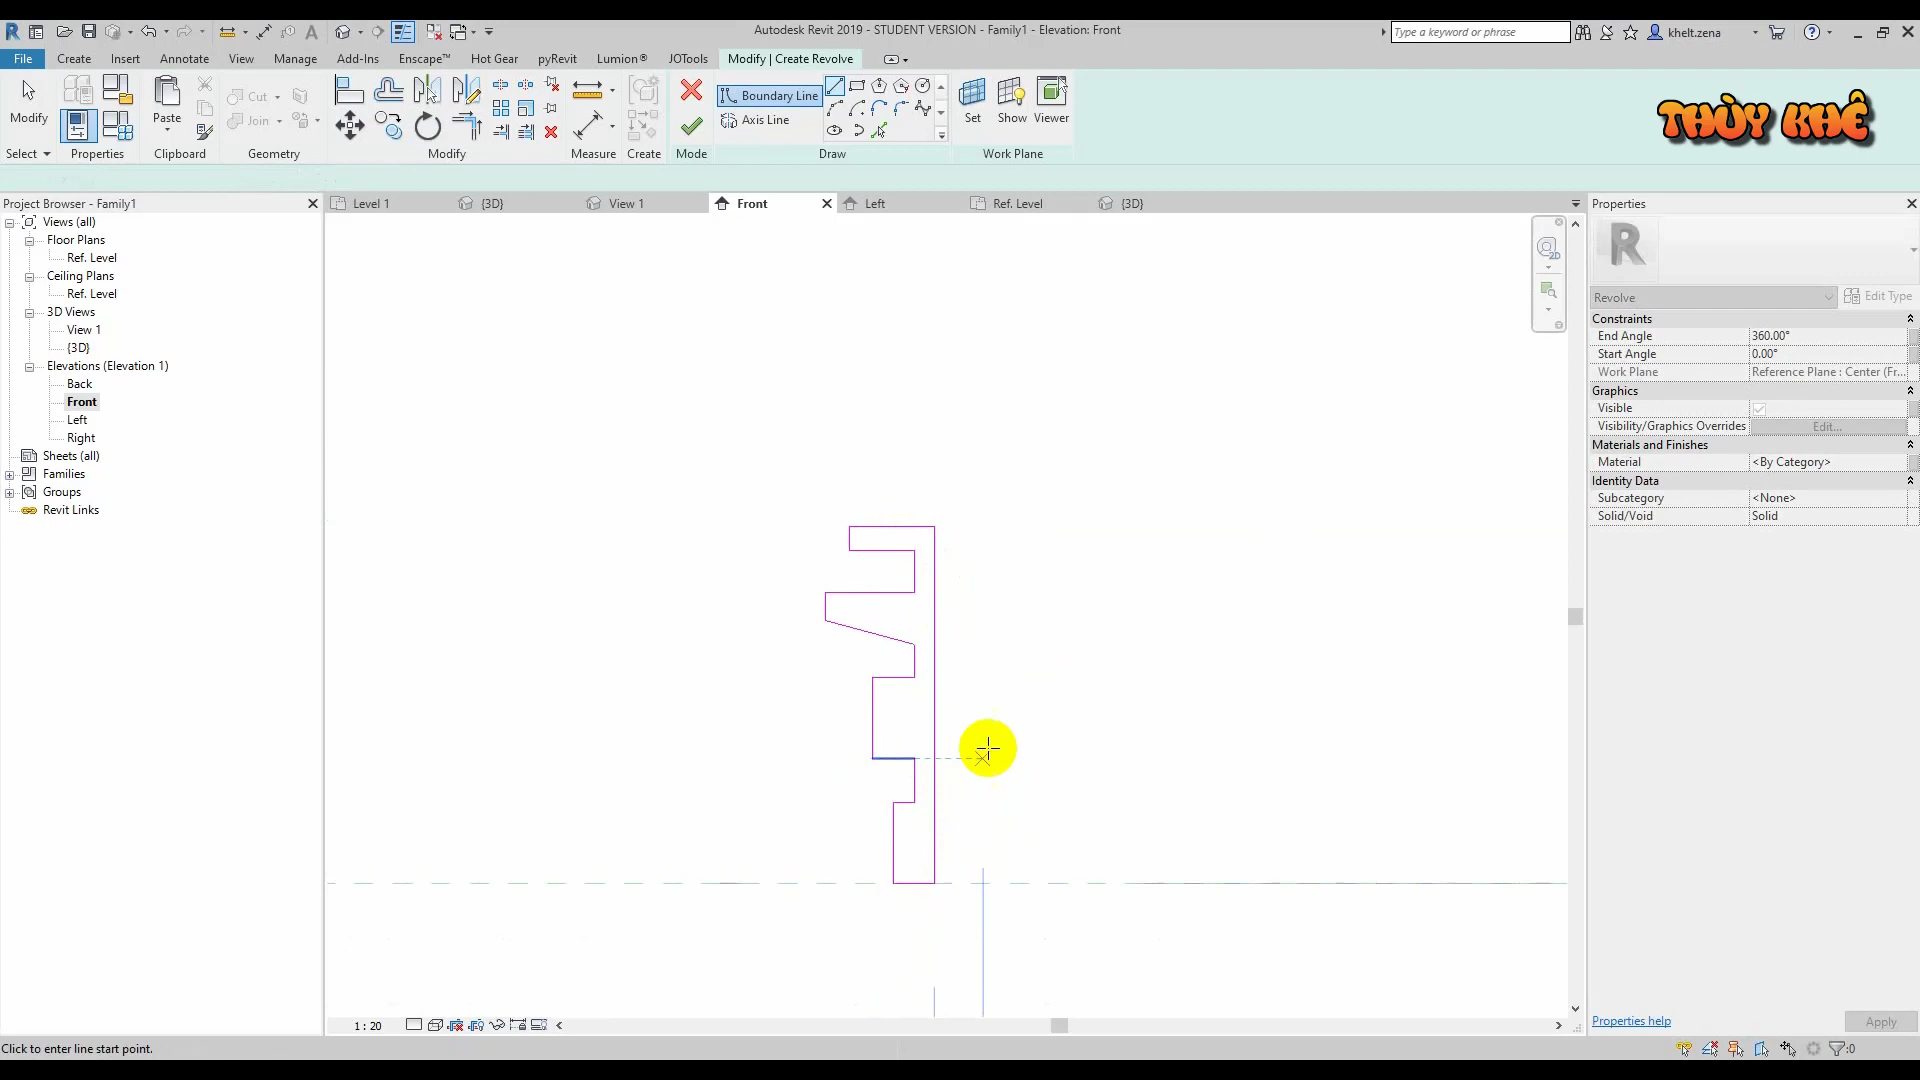 Autodesk Revit 2019 - STUDENT VERSION - Family1 - Elevation: Front
Type a keyword or phrase
khelt.zena
File Create Insert Annotate View Manage Add-Ins Enscape™ Hot Gear pyRevit Lumion® JOTools Modify | Create Revolve
Modify
Paste
Cut
Join
Boundary Line
Axis Line
Set Show Viewer
Select Properties Clipboard Geometry Modify Measure Create Mode Draw Work Plane
THÙY KHÊ
Project Browser - Family1
Level 1
{3D}
View 1
Front
Left
Ref. Level
{3D}
Views (all)
Floor Plans
Ref. Level
Ceiling Plans
Ref. Level
3D Views
View 1
{3D}
Elevations (Elevation 1)
Back
Front
Left
Right
Sheets (all)
Families
Groups
Revit Links
2D
Properties
R
Revolve
Edit Type
Constraints
End Angle 360.00°
Start Angle 0.00°
Work Plane Reference Plane : Center (Fr...
Graphics
Visible
Visibility/Graphics Overrides Edit...
Materials and Finishes
Material <By Category>
Identity Data
Subcategory <None>
Solid/Void Solid
Properties help
Apply
1 : 20
Click to enter line start point.
:0